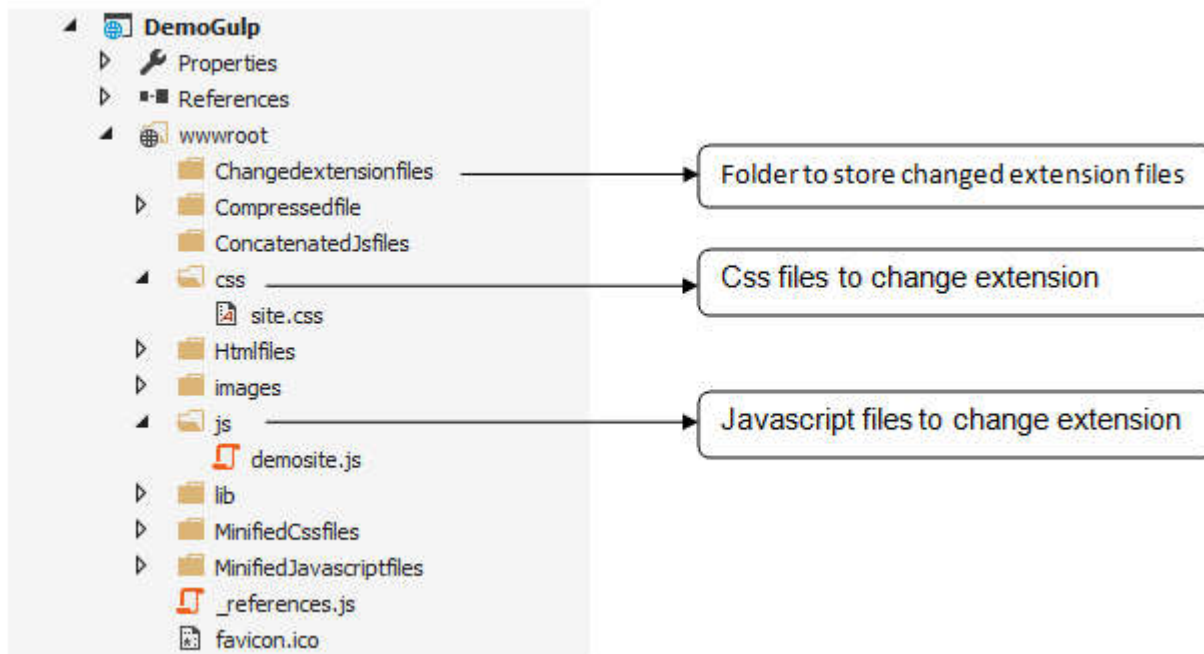 DemoGulp
Properties
References
wwwroot
Changedextensionfiles
Folder to store changed extension files
Compressedfile
ConcatenatedJsfiles
css
Css files to change extension
site.css
Htmlfiles
images
js
Javascript files to change extension
demosite.js
lib
MinifiedCssfiles
MinifiedJavascriptfiles
_references.js
favicon.ico